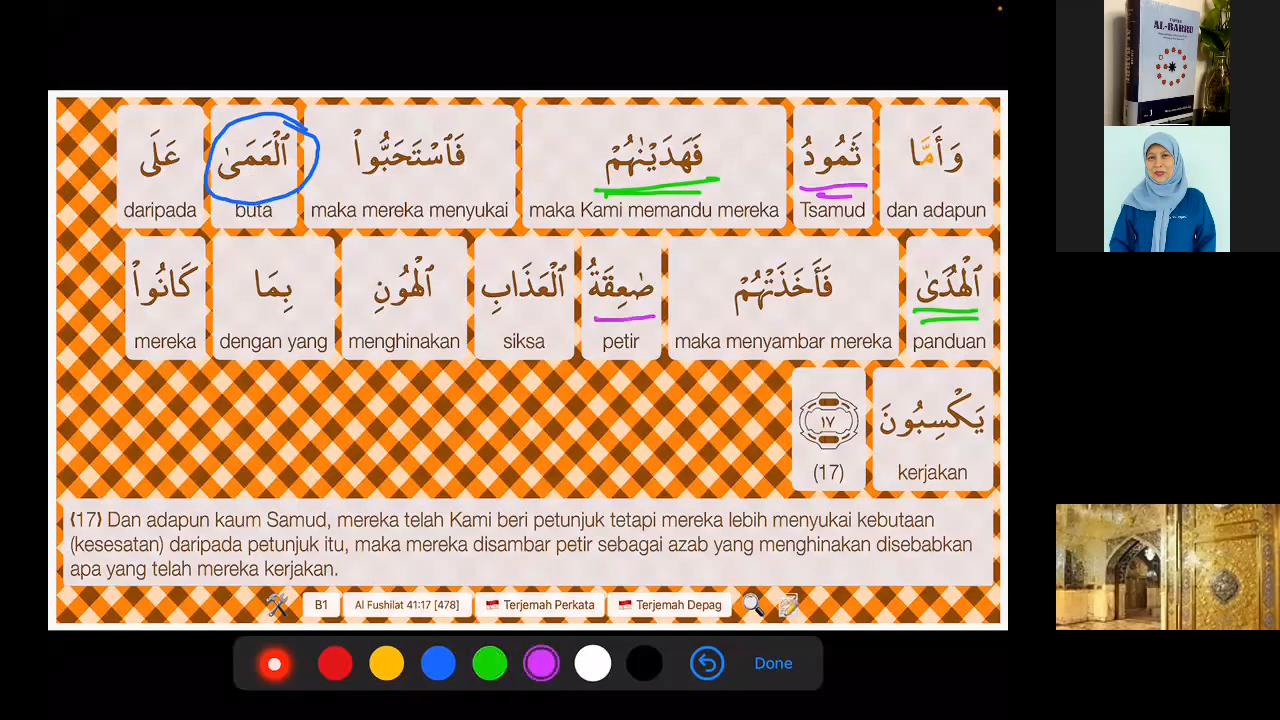 TAFSIR
AL-BARRU
وَأَمَّا ثَمُودُ فَهَدَيْنَٰهُمْ فَٱسْتَحَبُّوا۟ ٱلْعَمَىٰ عَلَى
dan adapun Tsamud maka Kami memandu mereka maka mereka menyukai buta daripada
ٱلْهُدَىٰ فَأَخَذَتْهُمْ صَٰعِقَةُ ٱلْعَذَابِ ٱلْهُونِ بِمَا كَانُوا۟
panduan maka menyambar mereka petir siksa menghinakan dengan yang mereka
يَكْسِبُونَ ١٧
kerjakan (17)
(17) Dan adapun kaum Samud, mereka telah Kami beri petunjuk tetapi mereka lebih menyukai kebutaan
(kesesatan) daripada petunjuk itu, maka mereka disambar petir sebagai azab yang menghinakan disebabkan
apa yang telah mereka kerjakan.
B1 Al Fushilat 41:17 [478] Terjemah Perkata Terjemah Depag
Done